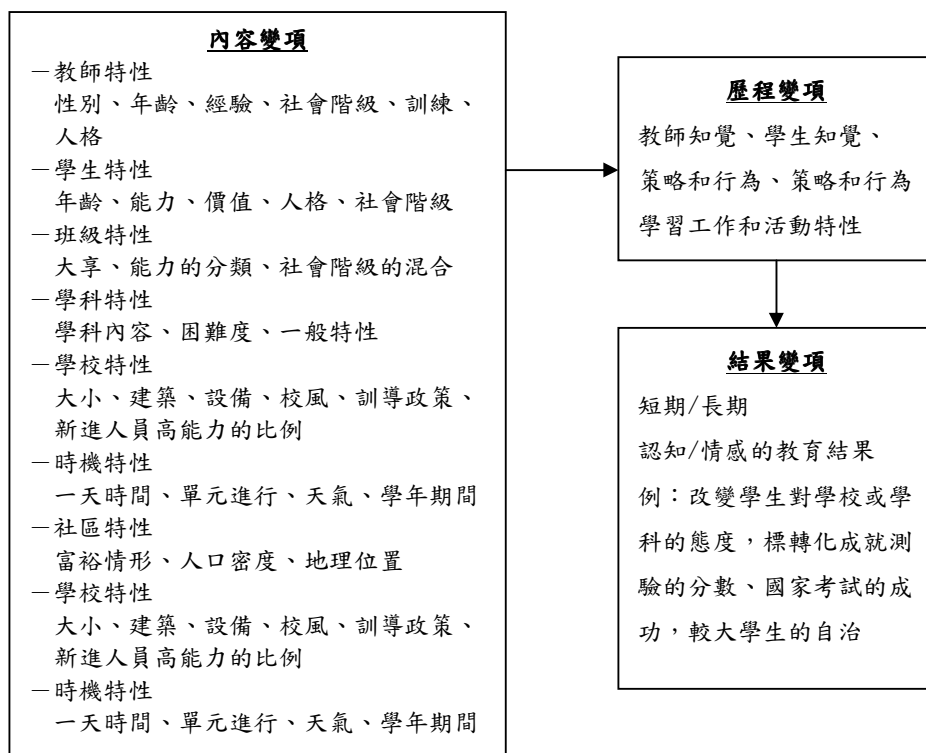 內容變項
－教師特性
性別、年齡、經驗、社會階級、訓練、
人格
－學生特性
年齡、能力、價值、人格、社會階級
－班級特性
大享、能力的分類、社會階級的混合
－學科特性
學科內容、困難度、一般特性
－學校特性
大小、建築、設備、校風、訓導政策、
新進人員高能力的比例
－時機特性
一天時間、單元進行、天氣、學年期間
－社區特性
富裕情形、人口密度、地理位置
－學校特性
大小、建築、設備、校風、訓導政策、
新進人員高能力的比例
－時機特性
一天時間、單元進行、天氣、學年期間
歷程變項
教師知覺、學生知覺、
策略和行為、策略和行為
學習工作和活動特性
結果變項
短期/長期
認知/情感的教育結果
例：改變學生對學校或學
科的態度，標轉化成就測
驗的分數、國家考試的成
功，較大學生的自治